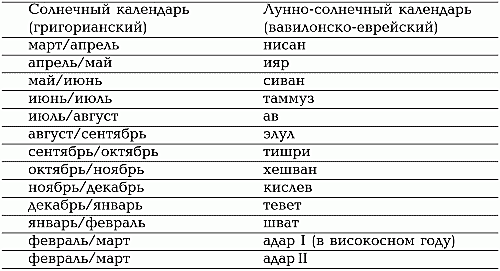 Солнечный календарь Лунно-солнечный календарь
(григорианский) (вавилонско-еврейский)
март/апрель нисан
апрель/май ияр
май/июнь сиван
июнь/июль таммуз
июль/август ав
август/сентябрь элул
сентябрь/октябрь тишри
октябрь/ноябрь хешван
ноябрь/декабрь кислев
декабрь/январь тевет
январь/февраль шват
февраль/март адар I (в високосном году)
февраль/март адар II